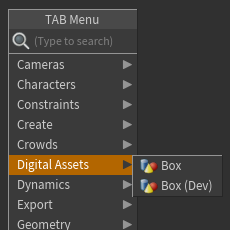 TAB Menu
(Type to search)
Cameras
Characters
Constraints
Create
Crowds
Digital Assets
Box
Box (Dev)
Dynamics
Export
Geometry